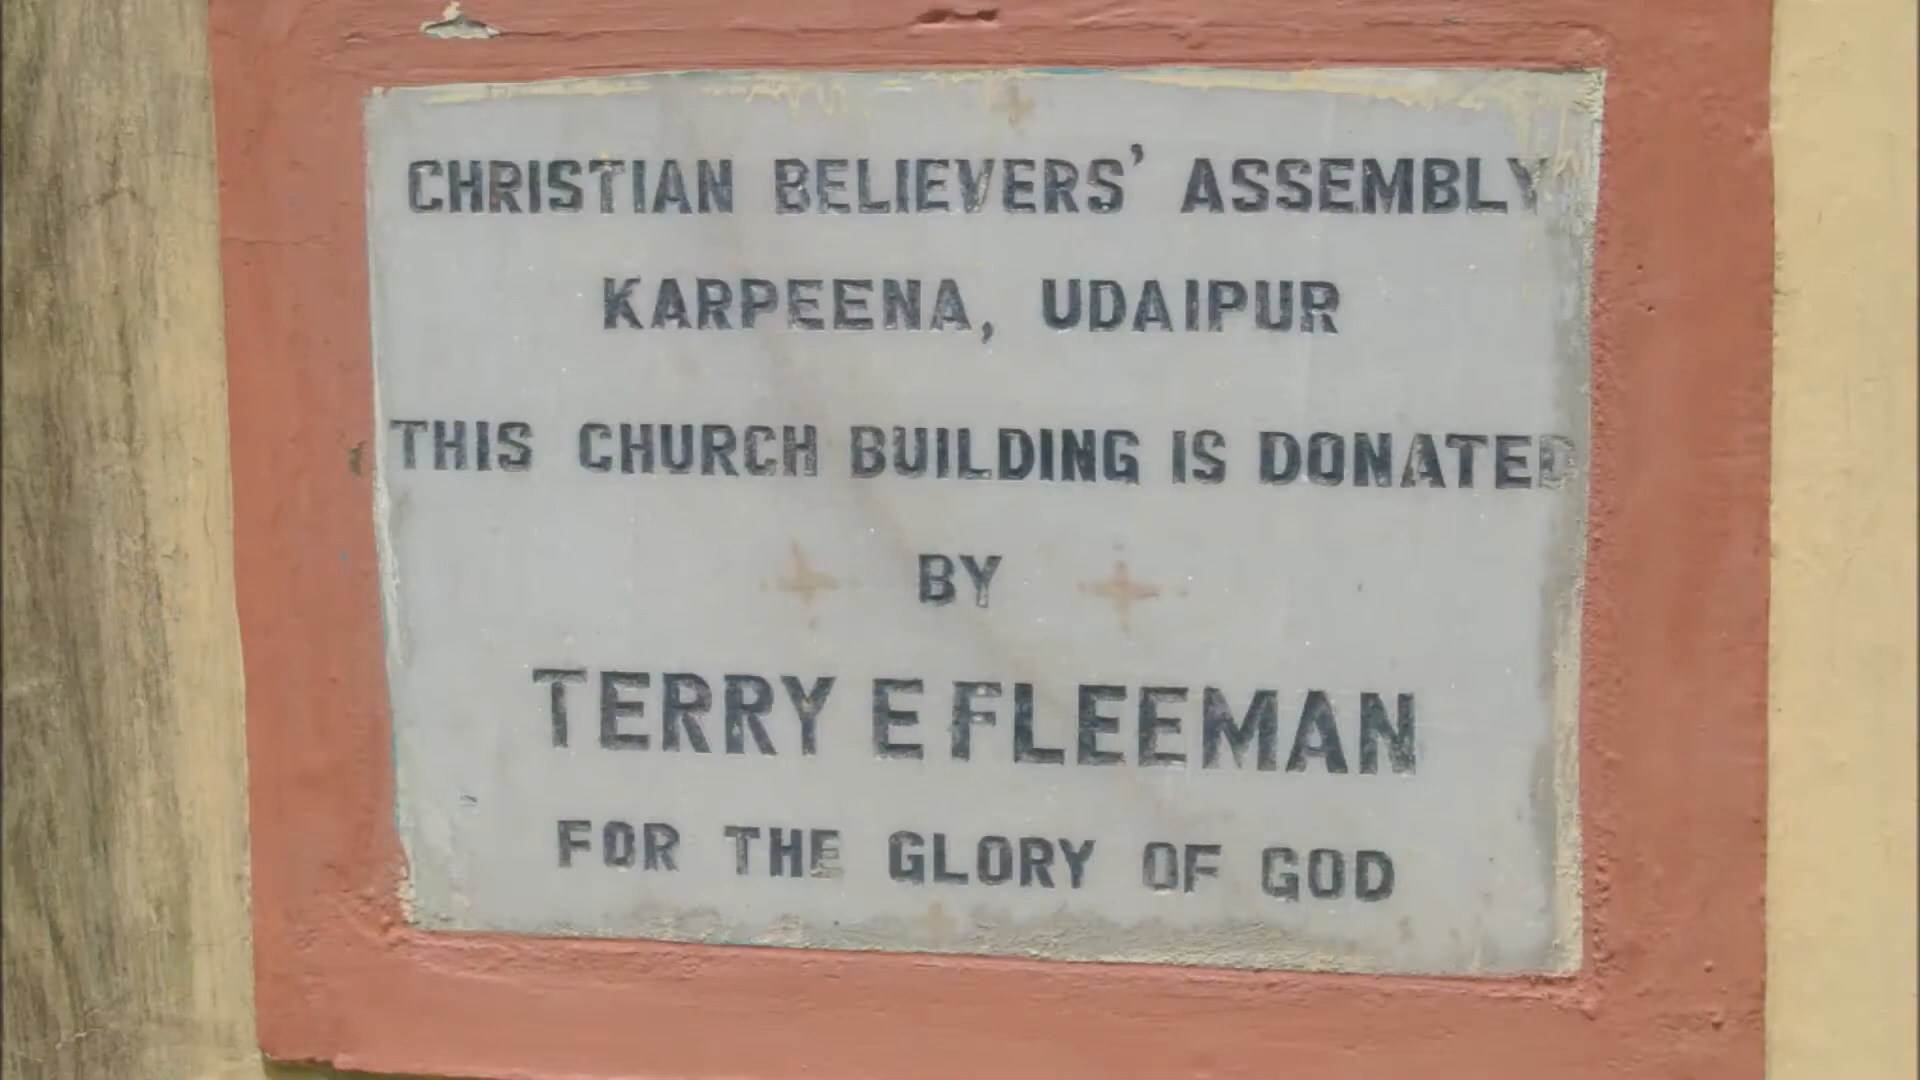 CHRISTIAN BELIEVERS' ASSEMBLY
KARPEENA, UDAIPUR
THIS CHURCH BUILDING IS DONATED
BY
TERRY E FLEEMAN
FOR THE GLORY OF GOD